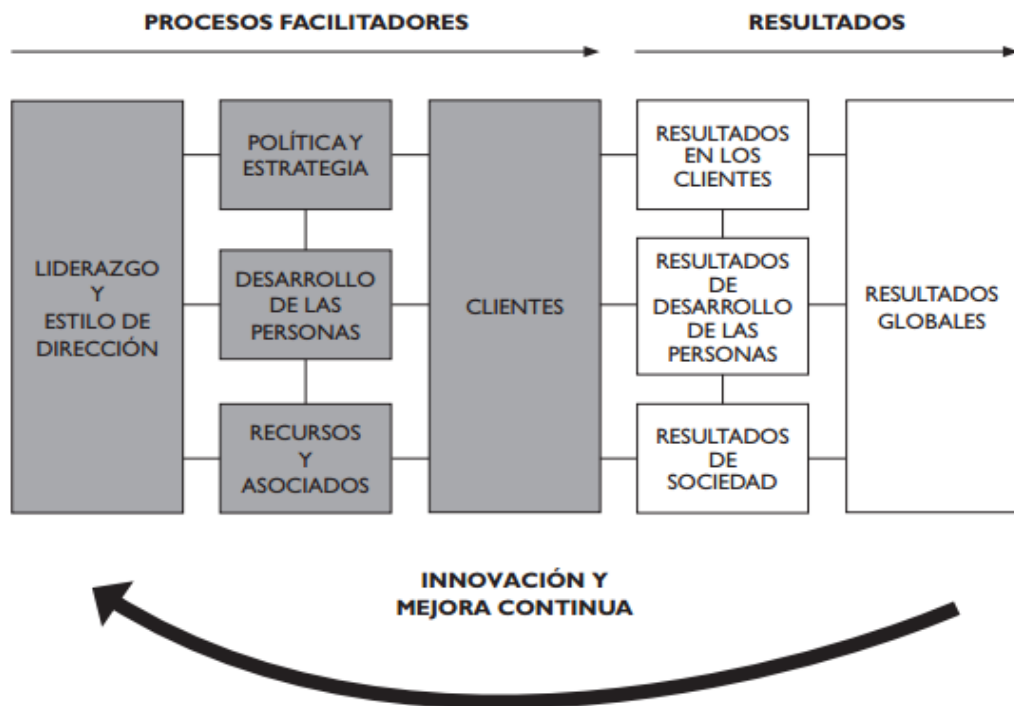 PROCESOS FACILITADORES
RESULTADOS
LIDERAZGO
Y
ESTILO DE
DIRECCIÓN
POLÍTICA Y
ESTRATEGIA
DESARROLLO
DE LAS
PERSONAS
RECURSOS
Y
ASOCIADOS
CLIENTES
RESULTADOS
EN LOS
CLIENTES
RESULTADOS
DE
DESARROLLO
DE LAS
PERSONAS
RESULTADOS
DE
SOCIEDAD
RESULTADOS
GLOBALES
INNOVACIÓN Y
MEJORA CONTINUA